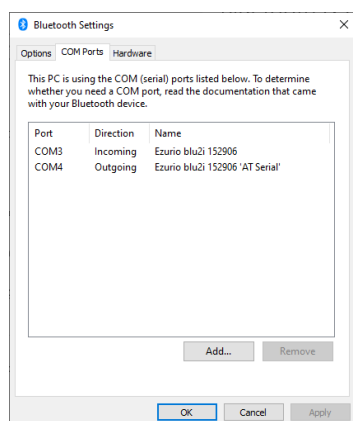 Bluetooth Settings
Options COM Ports Hardware
This PC is using the COM (serial) ports listed below. To determine
whether you need a COM port, read the documentation that came
with your Bluetooth device.
Port Direction Name
COM3 Incoming Ezurio blu2i 152906
COM4 Outgoing Ezurio blu2i 152906 'AT Serial'
Add... Remove
OK Cancel Apply